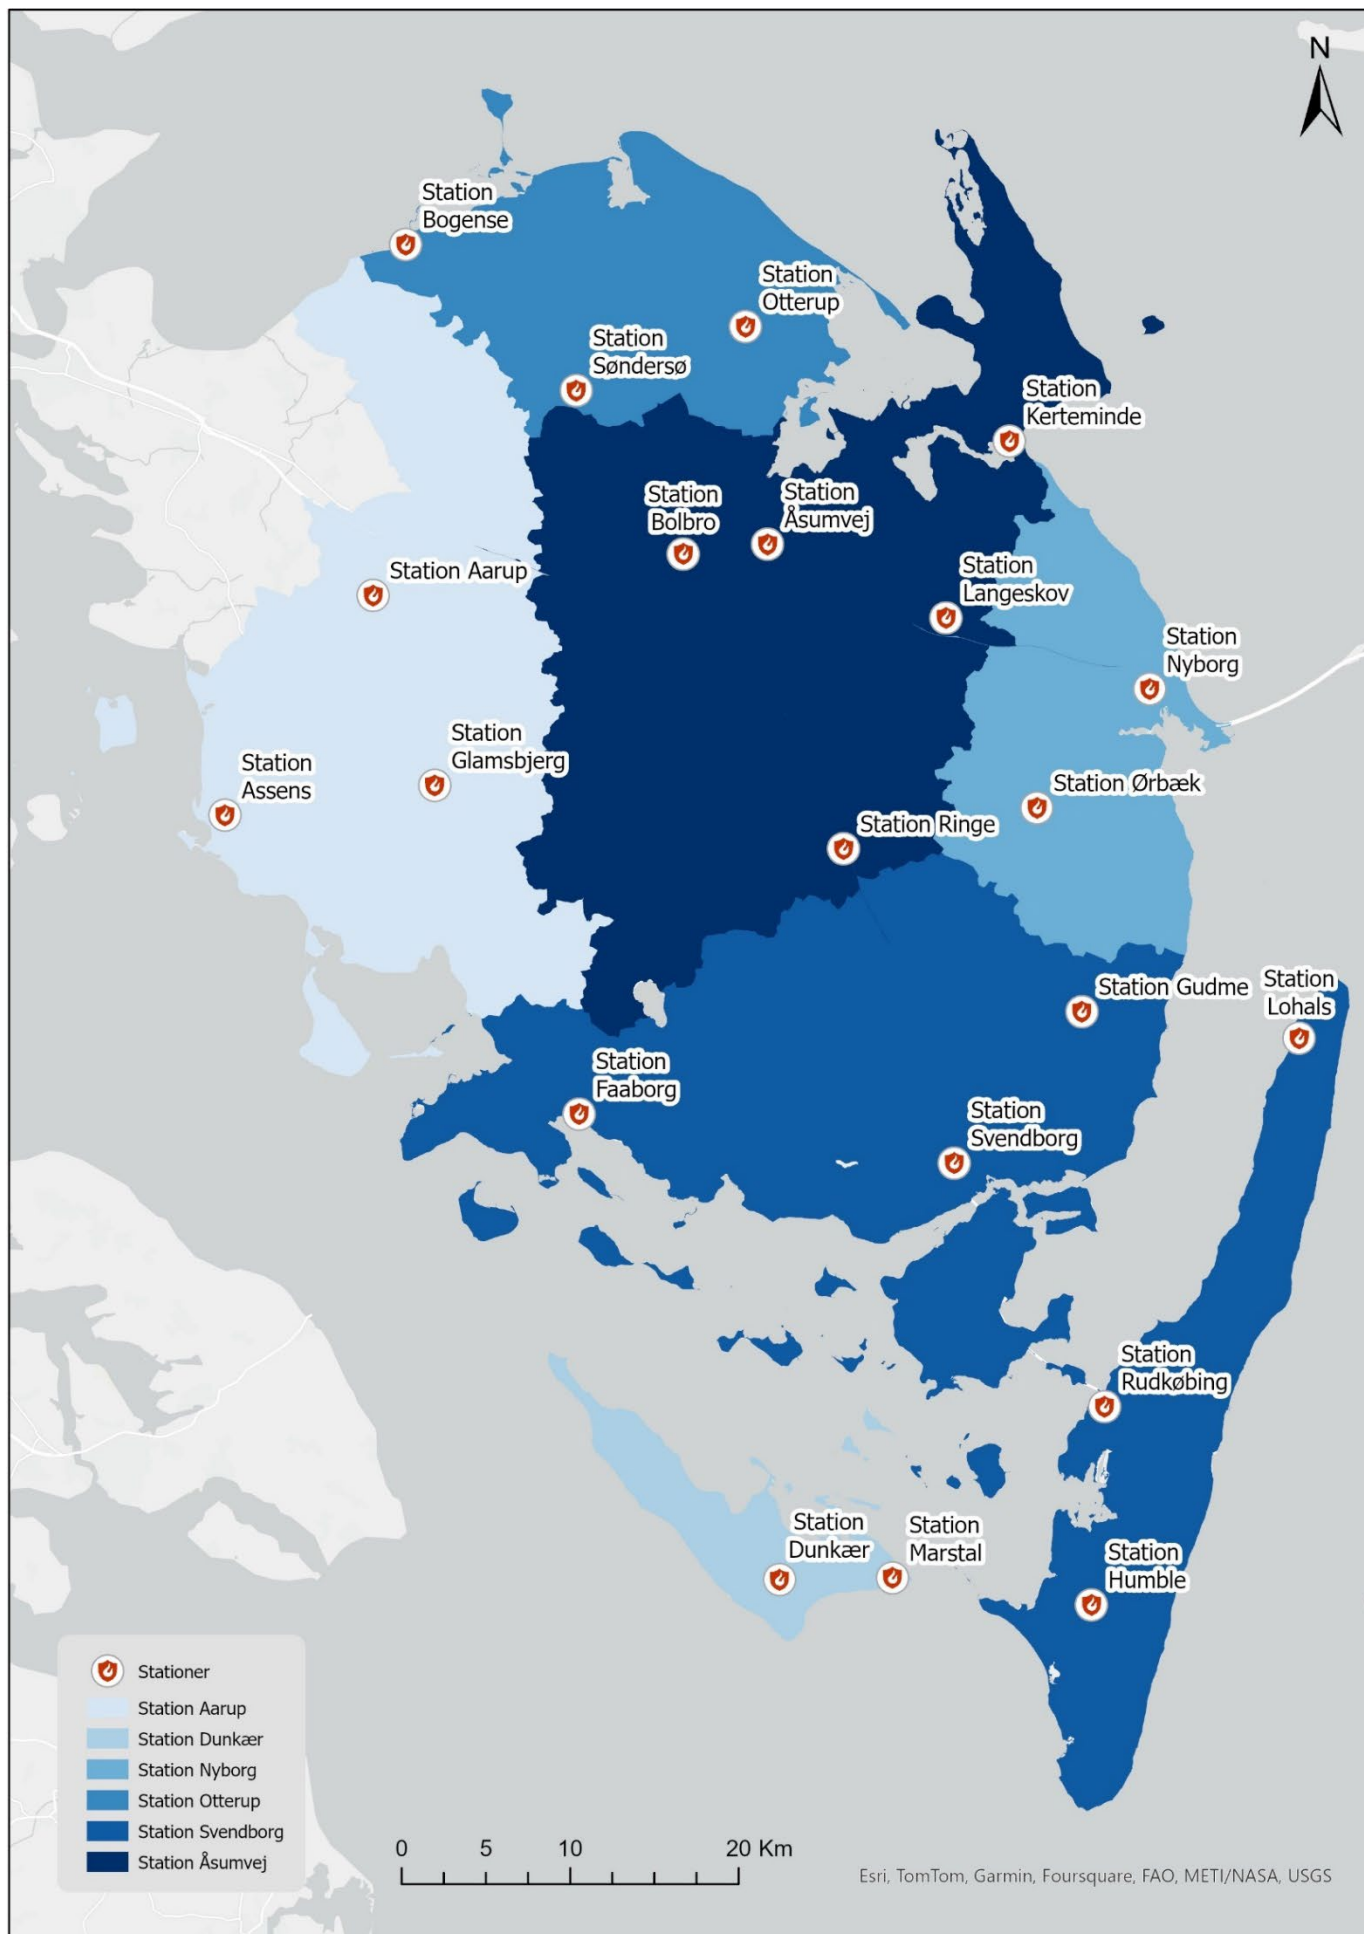 N
Station
Bogense
Station
Otterup
Station
Søndersø
Station
Kerteminde
Station
Bolbro
Station
Åsumvej
Station Aarup
Station
Langeskov
Station
Nyborg
Station
Glamsbjerg
Station
Assens
Station Ørbæk
Station Ringe
Station Gudme
Station
Lohals
Station
Faaborg
Station
Svendborg
Station
Rudkøbing
Station
Dunkær
Station
Marstal
Station
Humble
Stationer
Station Aarup
Station Dunkær
Station Nyborg
Station Otterup
Station Svendborg
Station Åsumvej
0 5 10 20 Km
Esri, TomTom, Garmin, Foursquare, FAO, METI/NASA, USGS